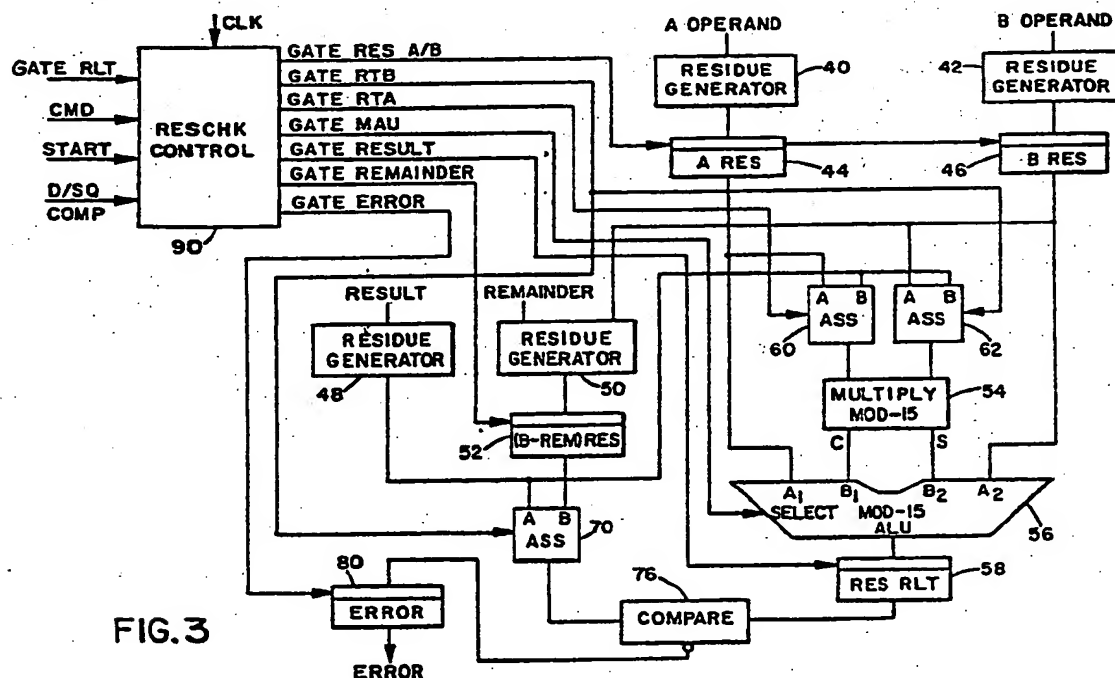 CLK
A OPERAND
B OPERAND
GATE RLT
CMD
START
D/SQ
COMP
RESCHK
CONTROL
90
GATE RES A/B
GATE RTB
GATE RTA
GATE MAU
GATE RESULT
GATE REMAINDER
GATE ERROR
RESIDUE
GENERATOR
40
42
RESIDUE
GENERATOR
A RES
44
46
B RES
RESULT
REMAINDER
RESIDUE
GENERATOR
48
RESIDUE
GENERATOR
50
52
(B-REM)RES
A B
ASS
60
A B
ASS
62
MULTIPLY
MOD-15
54
C
S
A1 B1 B2 A2
SELECT MOD-15
ALU
56
A B
ASS
70
RES RLT
58
76
COMPARE
80
ERROR
ERROR
FIG.3